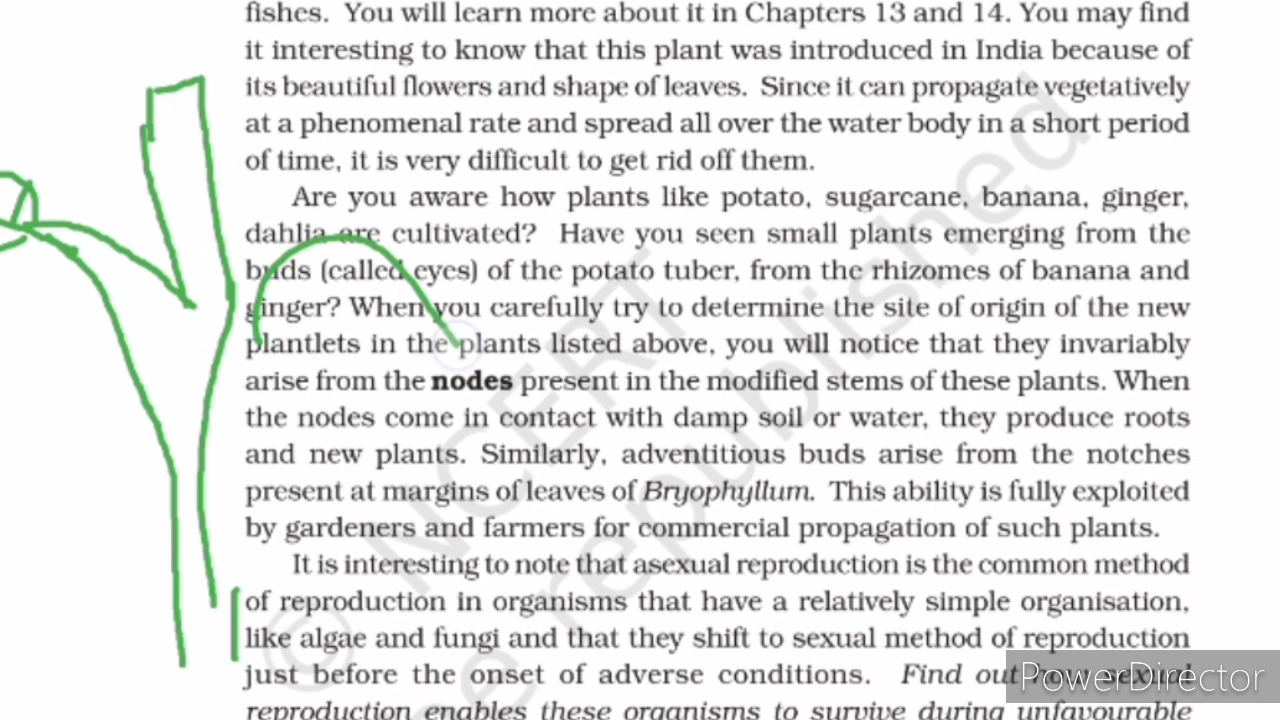 fishes. You will learn more about it in Chapters 13 and 14. You may find
it interesting to know that this plant was introduced in India because of
its beautiful flowers and shape of leaves. Since it can propagate vegetatively
at a phenomenal rate and spread all over the water body in a short period
of time, it is very difficult to get rid off them.
Are you aware how plants like potato, sugarcane, banana, ginger,
dahlia are cultivated? Have you seen small plants emerging from the
buds (called eyes) of the potato tuber, from the rhizomes of banana and
ginger? When you carefully try to determine the site of origin of the new
plantlets in the plants listed above, you will notice that they invariably
arise from the nodes present in the modified stems of these plants. When
the nodes come in contact with damp soil or water, they produce roots
and new plants. Similarly, adventitious buds arise from the notches
present at margins of leaves of Bryophyllum. This ability is fully exploited
by gardeners and farmers for commercial propagation of such plants.
It is interesting to note that asexual reproduction is the common method
of reproduction in organisms that have a relatively simple organisation,
like algae and fungi and that they shift to sexual method of reproduction
just before the onset of adverse conditions. Find out how sexual
reproduction enables these organisms to survive during unfavourable
PowerDirector
© NCERT
be republished